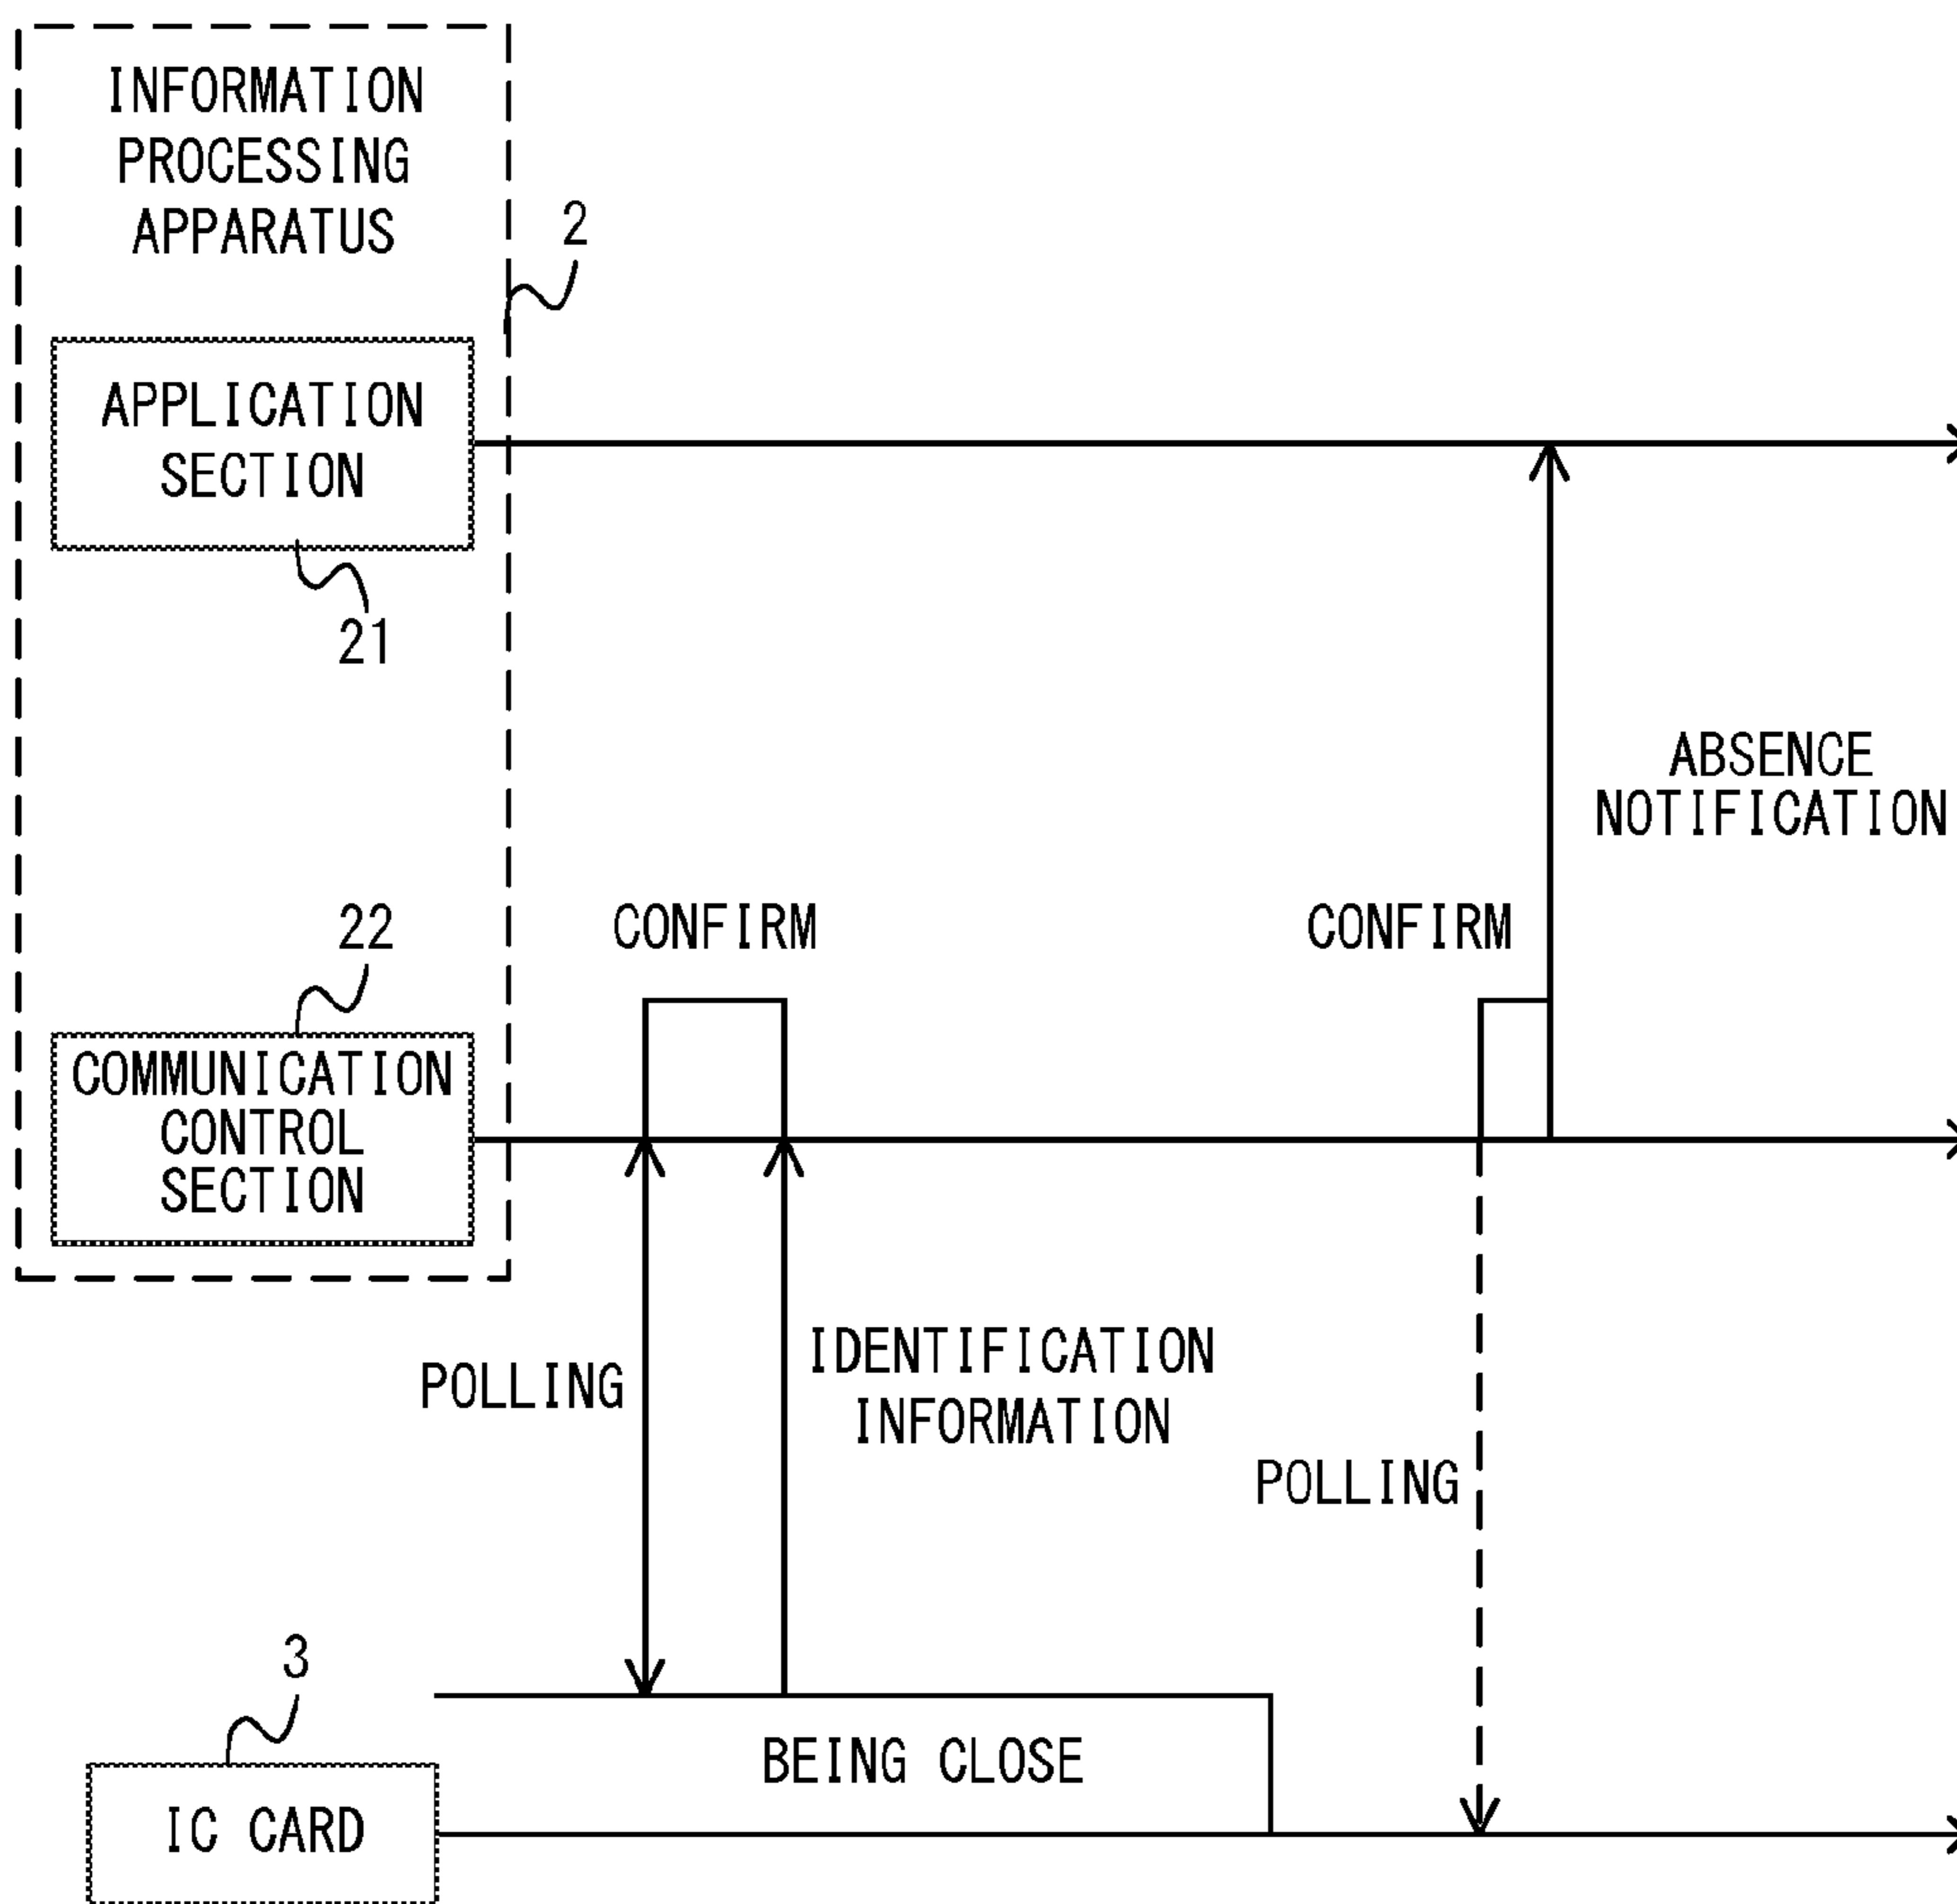 INFORMATION
PROCESSING
APPARATUS
2
APPLICATION
SECTION
21
ABSENCE
NOTIFICATION
22
CONFIRM
CONFIRM
COMMUNICATION
CONTROL
SECTION
POLLING
IDENTIFICATION
INFORMATION
POLLING
3
BEING CLOSE
IC CARD